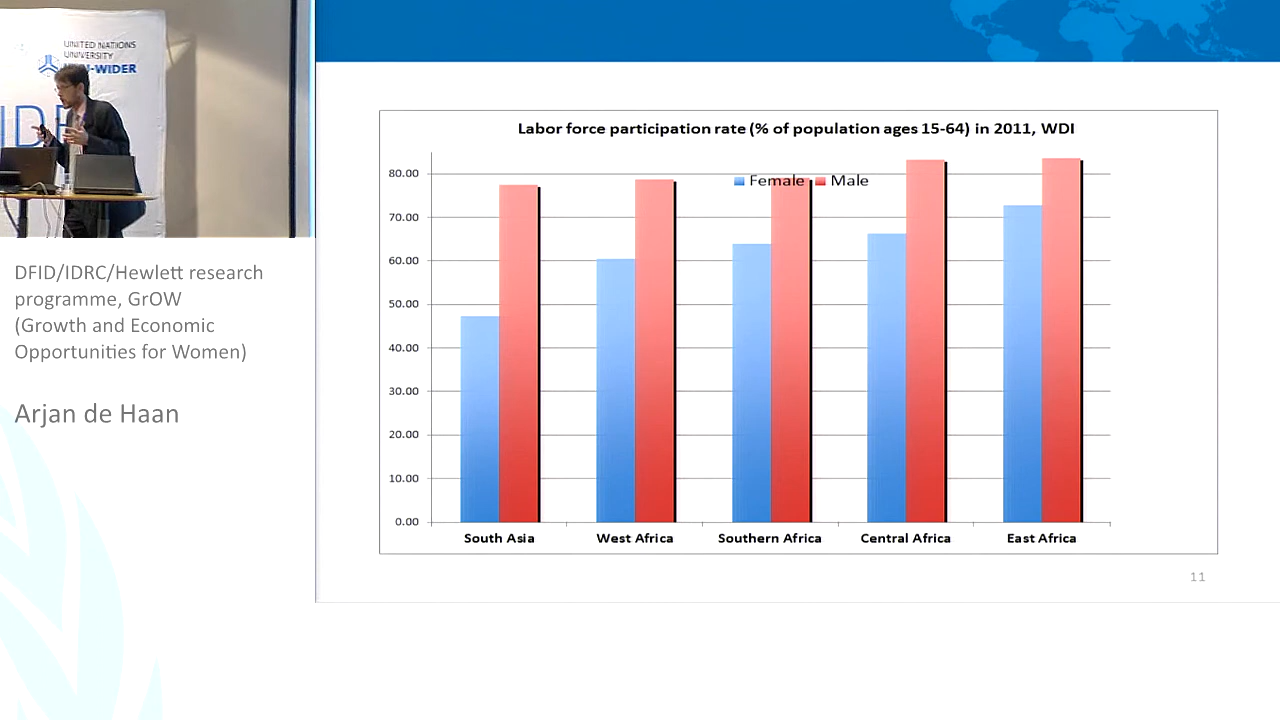 UNITED NATIONS
UNIVERSITY
UNU-WIDER
DFID/IDRC/Hewlett research
programme, GrOW
(Growth and Economic
Opportunities for Women)
Arjan de Haan
Labor force participation rate (% of population ages 15-64) in 2011, WDI
Female Male
80.00
70.00
60.00
50.00
40.00
30.00
20.00
10.00
0.00
South Asia West Africa Southern Africa Central Africa East Africa
11